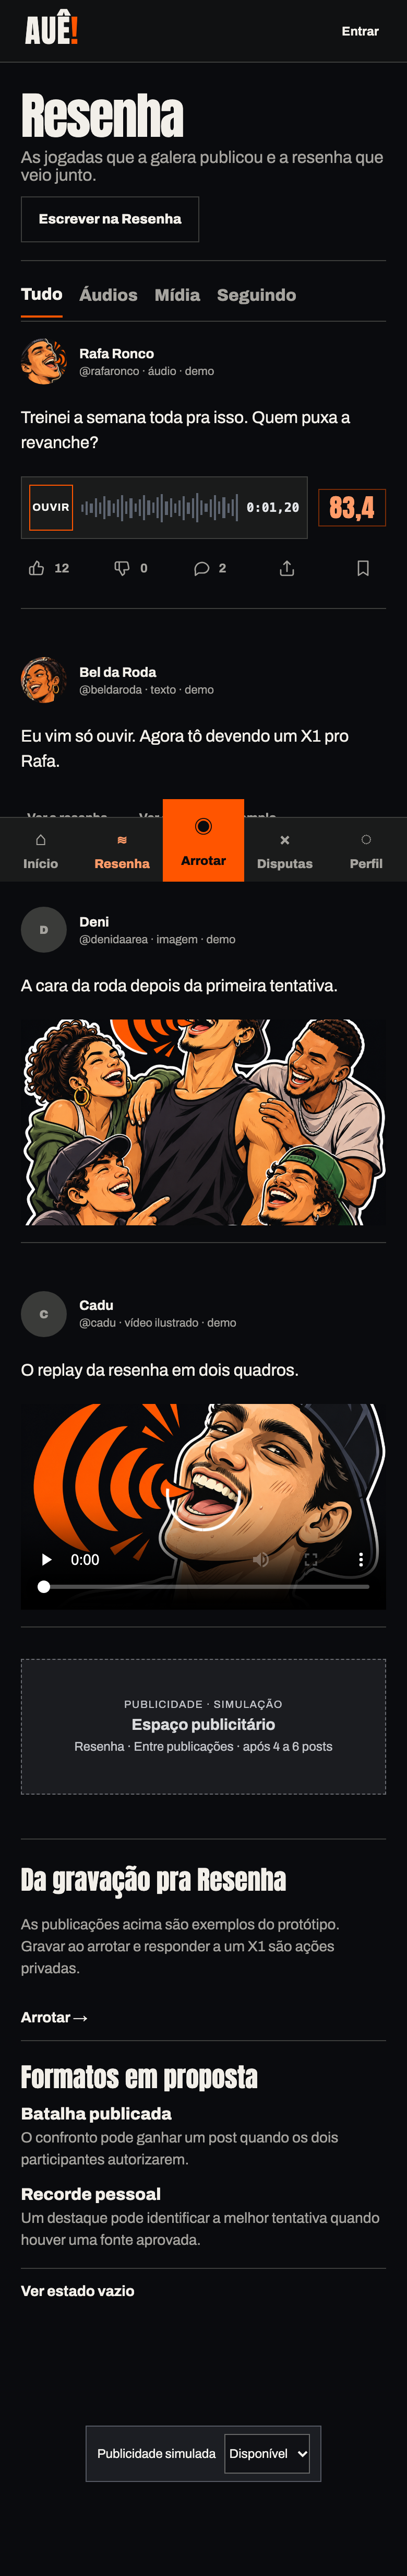 AUÊ!
Entrar
Resenha
As jogadas que a galera publicou e a resenha que
veio junto.
Escrever na Resenha
Tudo Áudios Mídia Seguindo
Rafa Ronco
@rafaronco · áudio · demo
Treinei a semana toda pra isso. Quem puxa a
revanche?
OUVIR 0:01,20 83,4
12 0 2
Bel da Roda
@beldaroda · texto · demo
Eu vim só ouvir. Agora tô devendo um X1 pro
Rafa.
Início Resenha Arrotar Disputas Perfil
D
Deni
@denidaarea · imagem · demo
A cara da roda depois da primeira tentativa.
C
Cadu
@cadu · vídeo ilustrado · demo
O replay da resenha em dois quadros.
0:00
PUBLICIDADE · SIMULAÇÃO
Espaço publicitário
Resenha · Entre publicações · após 4 a 6 posts
Da gravação pra Resenha
As publicações acima são exemplos do protótipo.
Gravar ao arrotar e responder a um X1 são ações
privadas.
Arrotar →
Formatos em proposta
Batalha publicada
O confronto pode ganhar um post quando os dois
participantes autorizarem.
Recorde pessoal
Um destaque pode identificar a melhor tentativa quando
houver uma fonte aprovada.
Ver estado vazio
Publicidade simulada Disponível